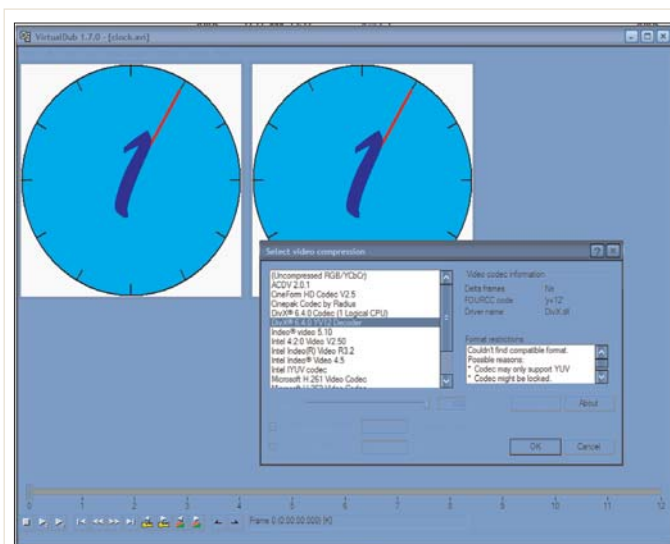 VirtualDub 1.7.0 - [clock.avi]
1
1
Select video compression
(Uncompressed RGB/YCbCr)
ACDV 2.0.1
CineForm HD Codec V2.5
Cinepak Codec by Radius
DivX® 6.4.0 Codec (1 Logical CPU)
DivX® 6.4.0 YV12 Decoder
Indeo® video 5.10
Intel 4:2:0 Video V2.50
Intel Indeo(R) Video R3.2
Intel Indeo® Video 4.5
Intel IYUV codec
Microsoft H.261 Video Codec
Microsoft H.263 Video Codec
Video codec information
Delta frames No
FOURCC code 'yv12'
Driver name DivX.dll
Format restrictions
Couldn't find compatible format.
Possible reasons:
* Codec may only support YUV
* Codec might be locked.
About
OK Cancel
0 1 2 3 4 5 6 7 8 9 10 11 12
Frame 0 (0:00:00.000) [K]